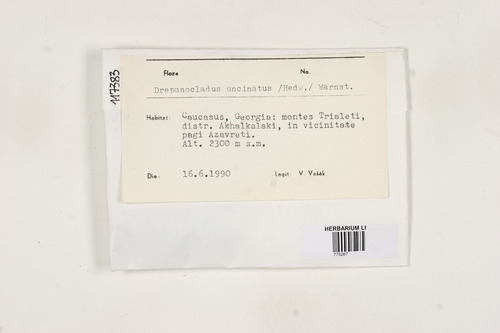 117383
Flora No.
Drepanocladus uncinatus /Hedw./ Warnst.
Habitat: Caucasus, Georgia: montes Trialeti,
distr. Akhalkalaki, in vicinitate
pagi Azavreti.
Alt. 2300 m s.m.
Die: 16.6.1990 Legit: V. Vašák
HERBARIUM LI